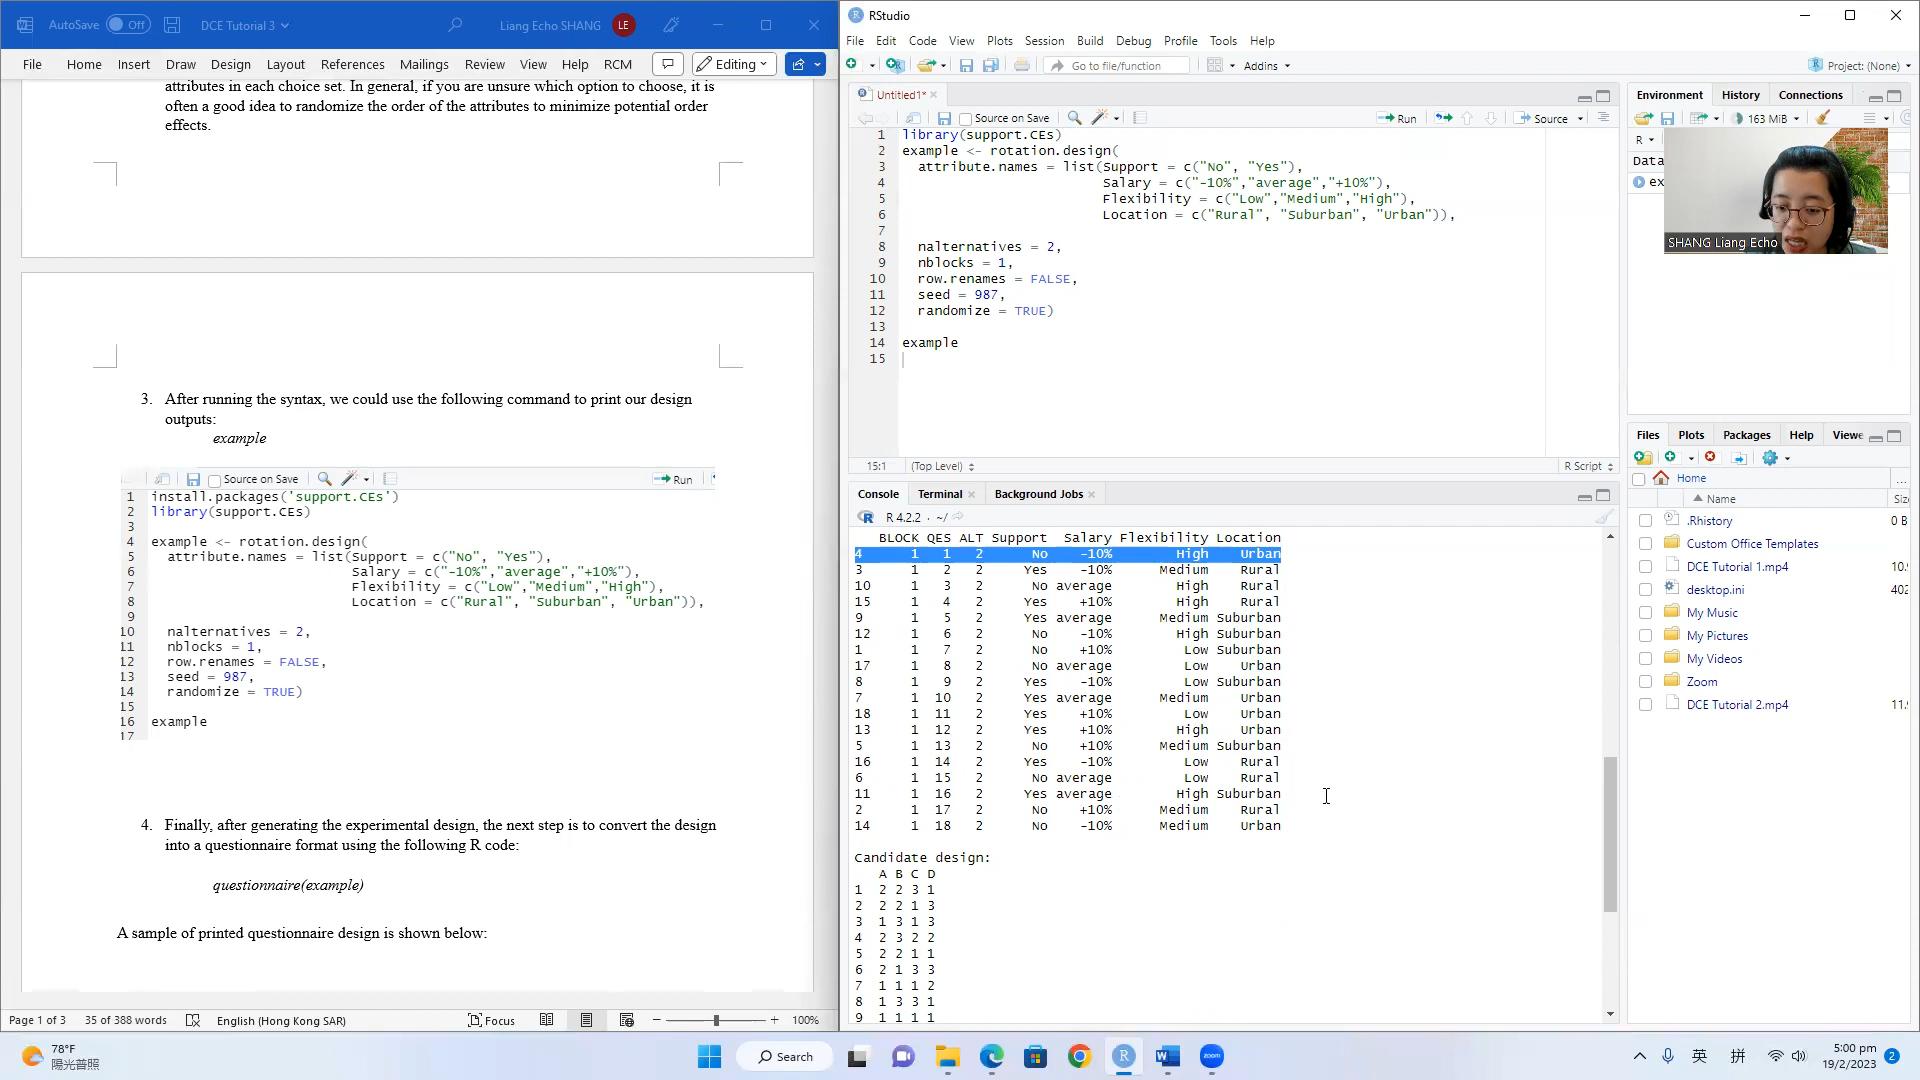 AutoSave Off DCE Tutorial 3 Liang Echo SHANG LE
File Home Insert Draw Design Layout References Mailings Review View Help RCM Editing
attributes in each choice set. In general, if you are unsure which option to choose, it is
often a good idea to randomize the order of the attributes to minimize potential order
effects.
3. After running the syntax, we could use the following command to print our design
outputs:
example
Source on Save Run
1 install.packages('support.CEs')
2 library(support.CEs)
3
4 example <- rotation.design(
5 attribute.names = list(Support = c("No", "Yes"),
6 Salary = c("-10%","average","+10%"),
7 Flexibility = c("Low","Medium","High"),
8 Location = c("Rural", "Suburban", "Urban")),
9
10 nalternatives = 2,
11 nblocks = 1,
12 row.renames = FALSE,
13 seed = 987,
14 randomize = TRUE)
15
16 example
17
4. Finally, after generating the experimental design, the next step is to convert the design
into a questionnaire format using the following R code:
questionnaire(example)
A sample of printed questionnaire design is shown below:
Page 1 of 3 35 of 388 words English (Hong Kong SAR) Focus 100%
RStudio
File Edit Code View Plots Session Build Debug Profile Tools Help
Go to file/function Addins Project: (None)
Untitled1*
Source on Save Run Source
1 library(support.CEs)
2 example <- rotation.design(
3 attribute.names = list(Support = c("No", "Yes"),
4 Salary = c("-10%","average","+10%"),
5 Flexibility = c("Low","Medium","High"),
6 Location = c("Rural", "Suburban", "Urban")),
7
8 nalternatives = 2,
9 nblocks = 1,
10 row.renames = FALSE,
11 seed = 987,
12 randomize = TRUE)
13
14 example
15
15:1 (Top Level) R Script
Console Terminal Background Jobs
R 4.2.2 · ~/
BLOCK QES ALT Support Salary Flexibility Location
4 1 1 2 No -10% High Urban
3 1 2 2 Yes -10% Medium Rural
10 1 3 2 No average High Rural
15 1 4 2 Yes +10% High Rural
9 1 5 2 Yes average Medium Suburban
12 1 6 2 No -10% High Suburban
1 1 7 2 No +10% Low Suburban
17 1 8 2 No average Low Urban
8 1 9 2 Yes -10% Low Suburban
7 1 10 2 Yes average Medium Urban
18 1 11 2 Yes +10% Low Urban
13 1 12 2 Yes +10% High Urban
5 1 13 2 No +10% Medium Suburban
16 1 14 2 Yes -10% Low Rural
6 1 15 2 No average Low Rural
11 1 16 2 Yes average High Suburban
2 1 17 2 No +10% Medium Rural
14 1 18 2 No -10% Medium Urban
Candidate design:
A B C D
1 2 2 3 1
2 2 2 1 3
3 1 3 1 3
4 2 3 2 2
5 2 2 1 1
6 2 1 3 3
7 1 1 1 2
8 1 3 3 1
9 1 1 1 1
Environment History Connections
163 MiB
R
Data
ex
SHANG Liang Echo
Files Plots Packages Help Viewe
Home ...
Name Siz
.Rhistory 0 B
Custom Office Templates
DCE Tutorial 1.mp4 10.
desktop.ini 402
My Music
My Pictures
My Videos
Zoom
DCE Tutorial 2.mp4 11.
78°F
陽光普照
Search
zoom
英 拼
5:00 pm
19/2/2023 2